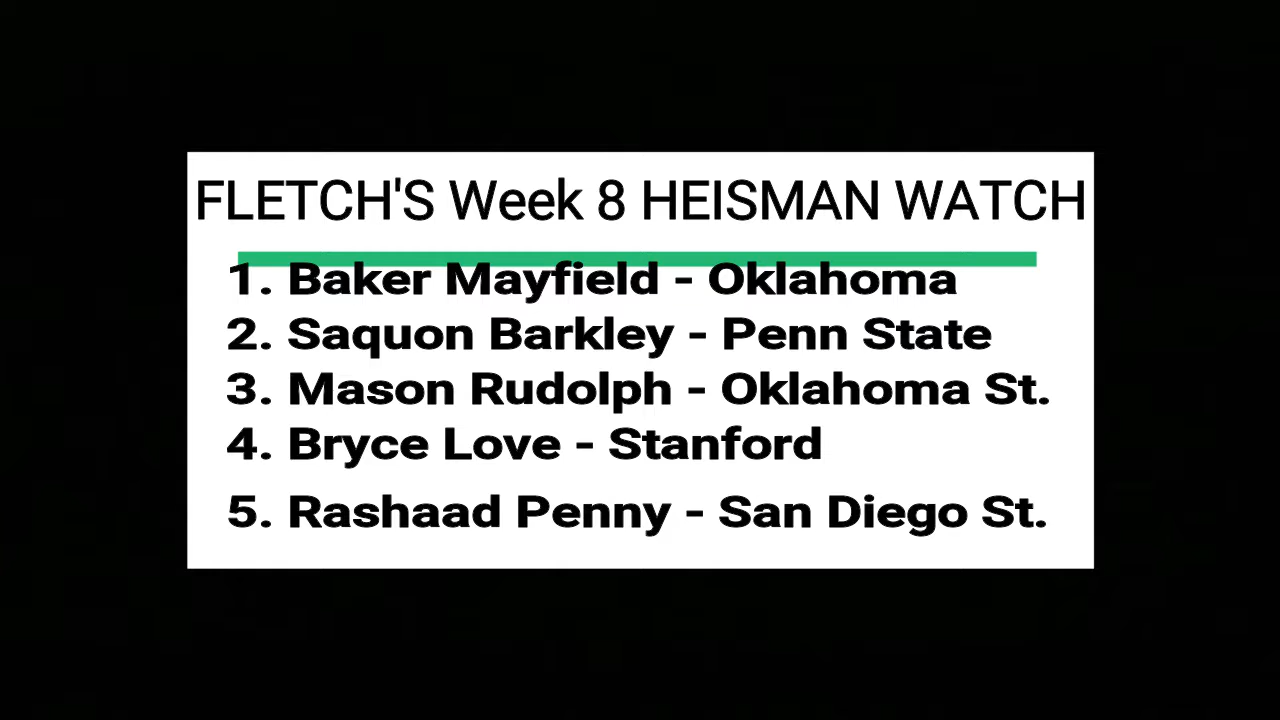 FLETCH'S Week 8 HEISMAN WATCH
1. Baker Mayfield - Oklahoma
2. Saquon Barkley - Penn State
3. Mason Rudolph - Oklahoma St.
4. Bryce Love - Stanford
5. Rashaad Penny - San Diego St.